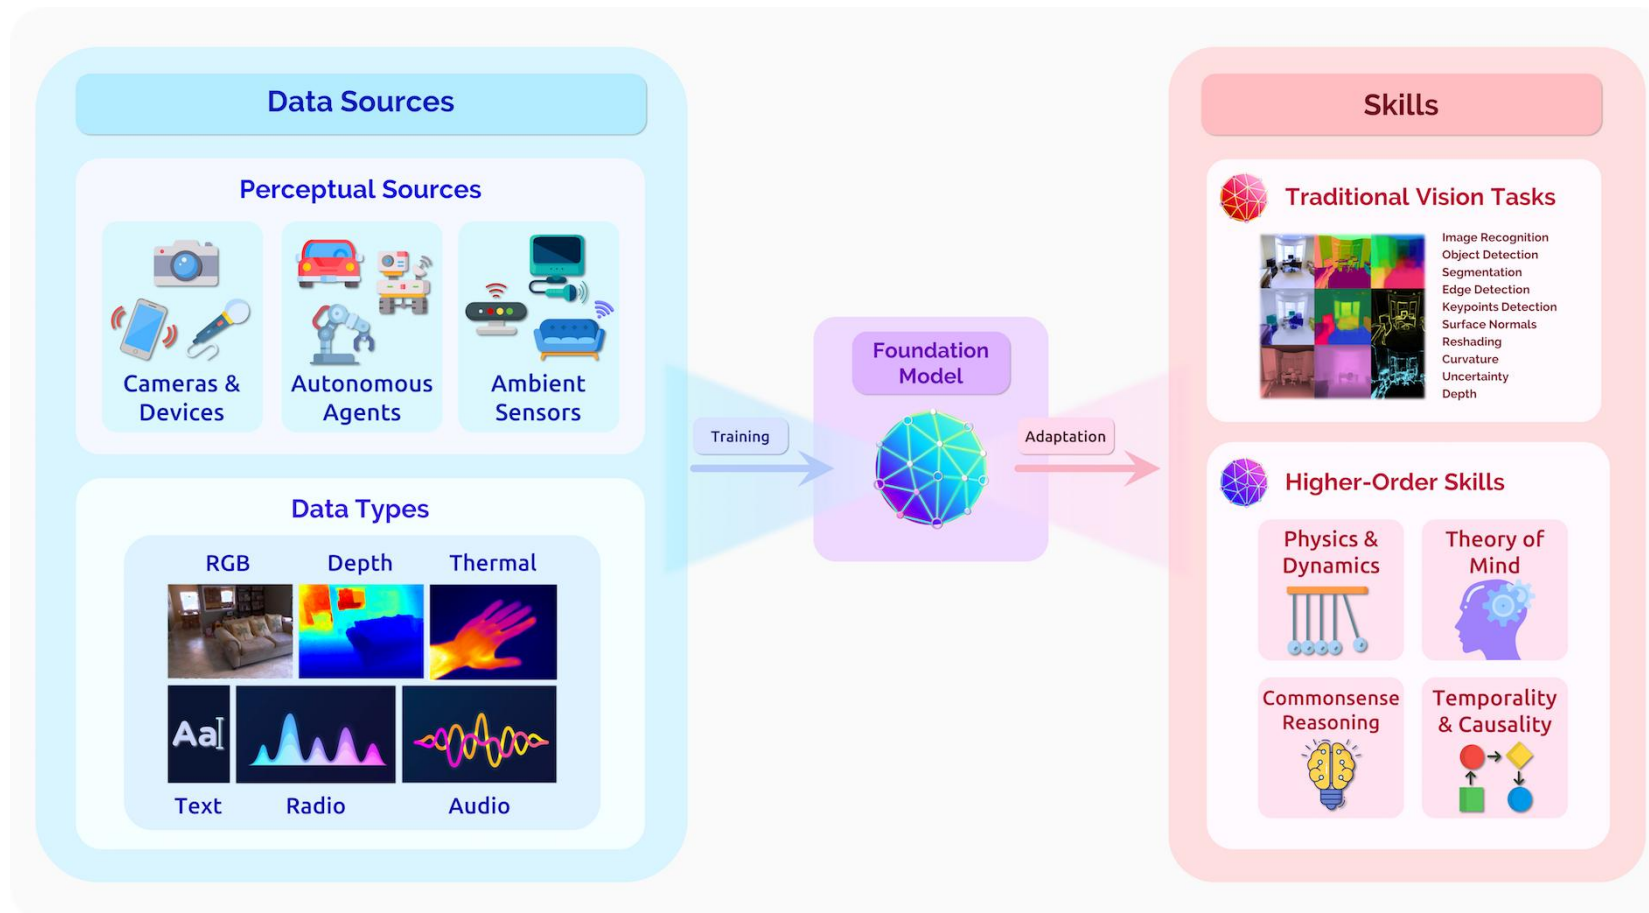 Data Sources
Perceptual Sources
Cameras &
Devices
Autonomous
Agents
Ambient
Sensors
Data Types
RGB
Depth
Thermal
Aa
Text
Radio
Audio
Training
Foundation
Model
Adaptation
Skills
Traditional Vision Tasks
Image Recognition
Object Detection
Segmentation
Edge Detection
Keypoints Detection
Surface Normals
Reshading
Curvature
Uncertainty
Depth
Higher-Order Skills
Physics &
Dynamics
Theory of
Mind
Commonsense
Reasoning
Temporality
& Causality